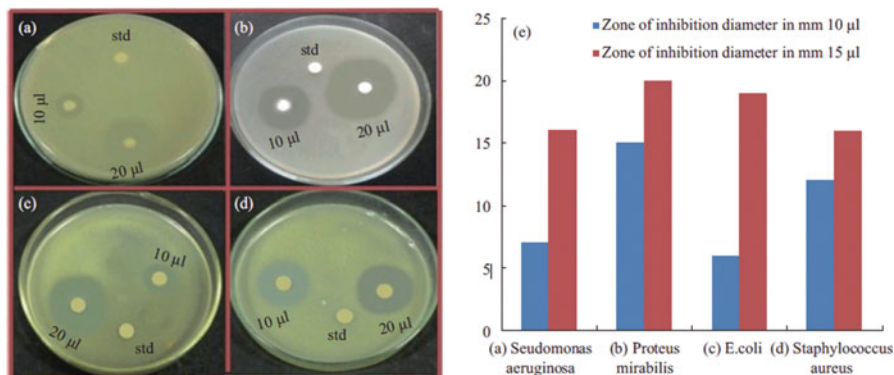 (a)
std
10 µl
20 µl
(b)
std
10 µl
20 µl
(c)
10 µl
20 µl
std
(d)
10 µl
20 µl
std
(e)
Zone of inhibition diameter in mm 10 µl
Zone of inhibition diameter in mm 15 µl
25
20
15
10
5
0
(a) Seudomonas aeruginosa
(b) Proteus mirabilis
(c) E.coli
(d) Staphylococcus aureus